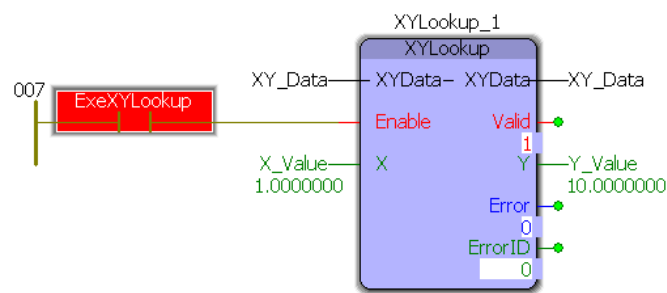 XYLookup_1
XYLookup
007
ExeXYLookup
XY_Data XYData XYData XY_Data
Enable Valid
1
X_Value X Y Y_Value
1.0000000 10.0000000
Error
0
ErrorID
0